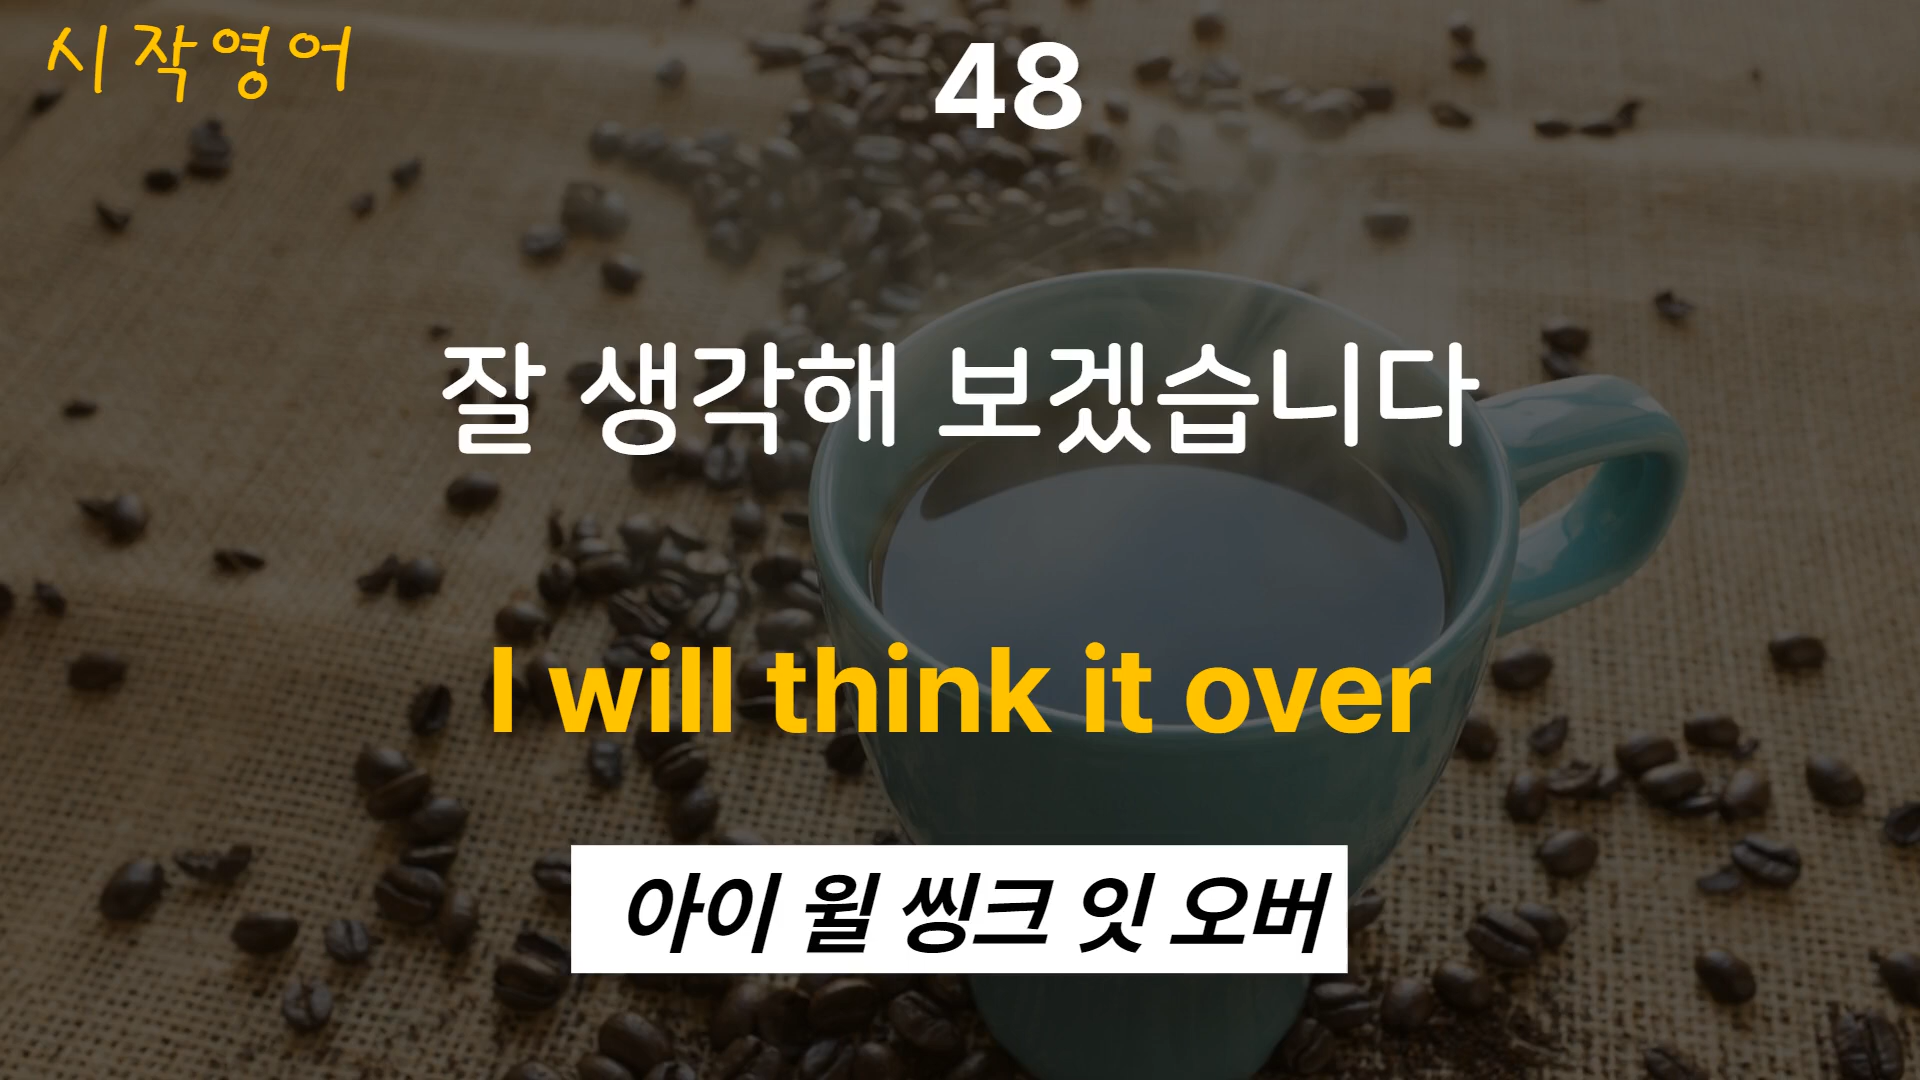 시작영어
48
잘 생각해 보겠습니다
I will think it over
아이 윌 씽크 잇 오버